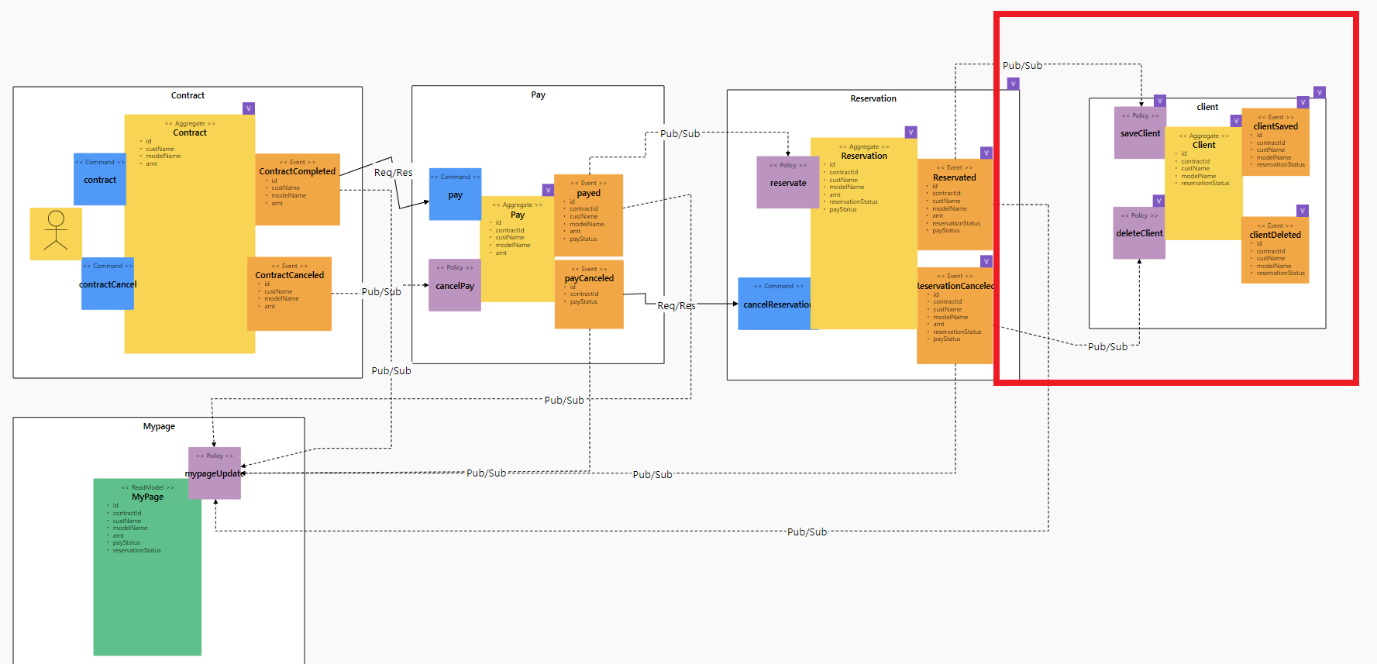 Contract
V
<< Aggregate >>
Contract
• id
• custName
• modelName
• amt
<< Command >>
contract
<< Event >>
ContractCompleted
• id
• custName
• modelName
• amt
<< Command >>
contractCancel
<< Event >>
ContractCanceled
• id
• custName
• modelName
• amt
Req/Res
Pub/Sub
Pub/Sub
Pay
<< Command >>
pay
V
<< Aggregate >>
Pay
• id
• contractId
• custName
• modelName
• amt
<< Event >>
payed
• id
• contractId
• custName
• modelName
• amt
• payStatus
<< Policy >>
cancelPay
<< Event >>
payCanceled
• id
• contractId
• payStatus
Pub/Sub
Req/Res
Reservation
V
V
<< Policy >>
reservate
<< Aggregate >>
Reservation
• id
• contractId
• custName
• modelName
• amt
• reservationStatus
• payStatus
V
<< Event >>
Reservated
• id
• contractId
• custName
• modelName
• amt
• reservationStatus
• payStatus
<< Command >>
cancelReservation
V
<< Event >>
ReservationCanceled
• id
• contractId
• custName
• modelName
• amt
• reservationStatus
• payStatus
Pub/Sub
client
V
V
<< Policy >>
saveClient
V
<< Aggregate >>
Client
• id
• contractId
• custName
• modelName
• reservationStatus
V
<< Event >>
clientSaved
• id
• contractId
• custName
• modelName
• reservationStatus
V
<< Policy >>
deleteClient
V
<< Event >>
clientDeleted
• id
• contractId
• custName
• modelName
• reservationStatus
Pub/Sub
Pub/Sub
Mypage
<< Policy >>
mypageUpdate
Pub/Sub
Pub/Sub
Pub/Sub
<< ReadModel >>
MyPage
• id
• contractId
• custName
• modelName
• amt
• payStatus
• reservationStatus